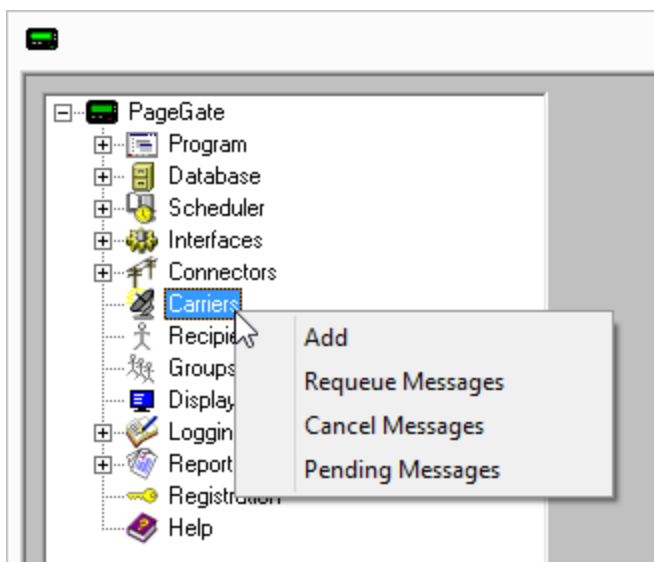 PageGate
Program
Database
Scheduler
Interfaces
Connectors
Carriers
Recipie
Groups
Display
Loggin
Report
Registration
Help
Add
Requeue Messages
Cancel Messages
Pending Messages